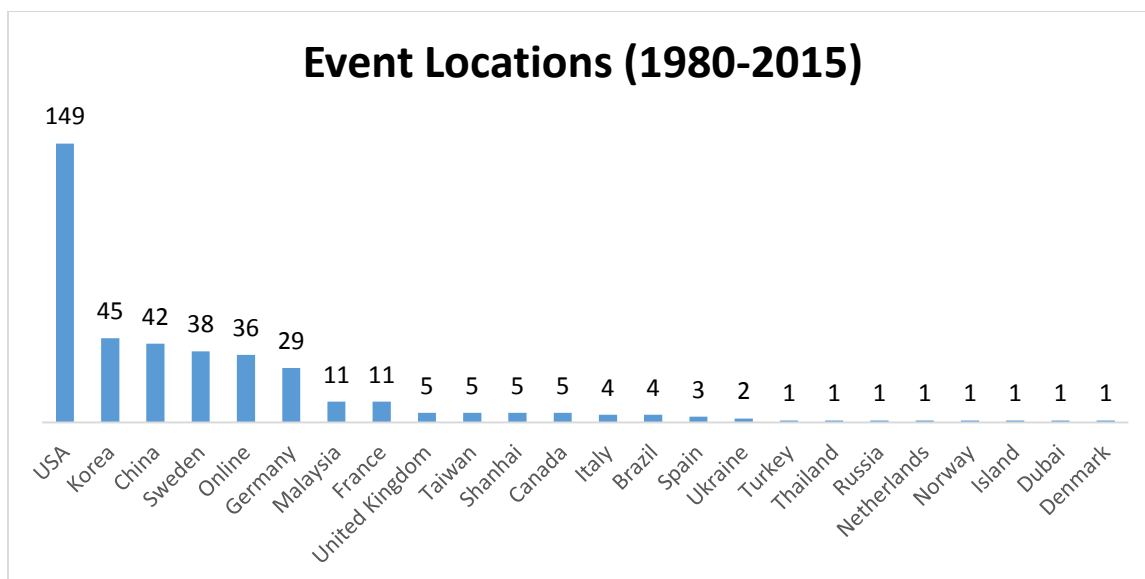 Event Locations (1980-2015)
149
45
42
38
36
29
11
11
5
5
5
5
4
4
3
2
1
1
1
1
1
1
1
1
USA
Korea
China
Sweden
Online
Germany
Malaysia
France
United Kingdom
Taiwan
Shanhai
Canada
Italy
Brazil
Spain
Ukraine
Turkey
Thailand
Russia
Netherlands
Norway
Island
Dubai
Denmark